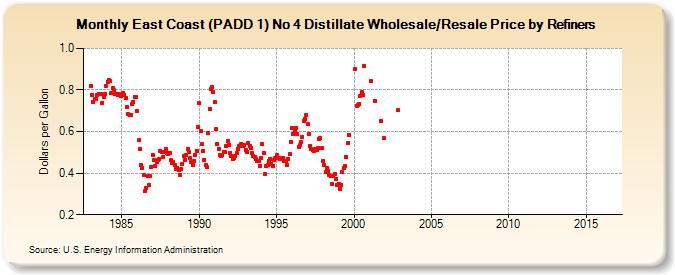 Monthly East Coast (PADD 1) No 4 Distillate Wholesale/Resale Price by Refiners
Dollars per Gallon
1.0
0.8
0.6
0.4
0.2
1985 1990 1995 2000 2005 2010 2015
Source: U.S. Energy Information Administration